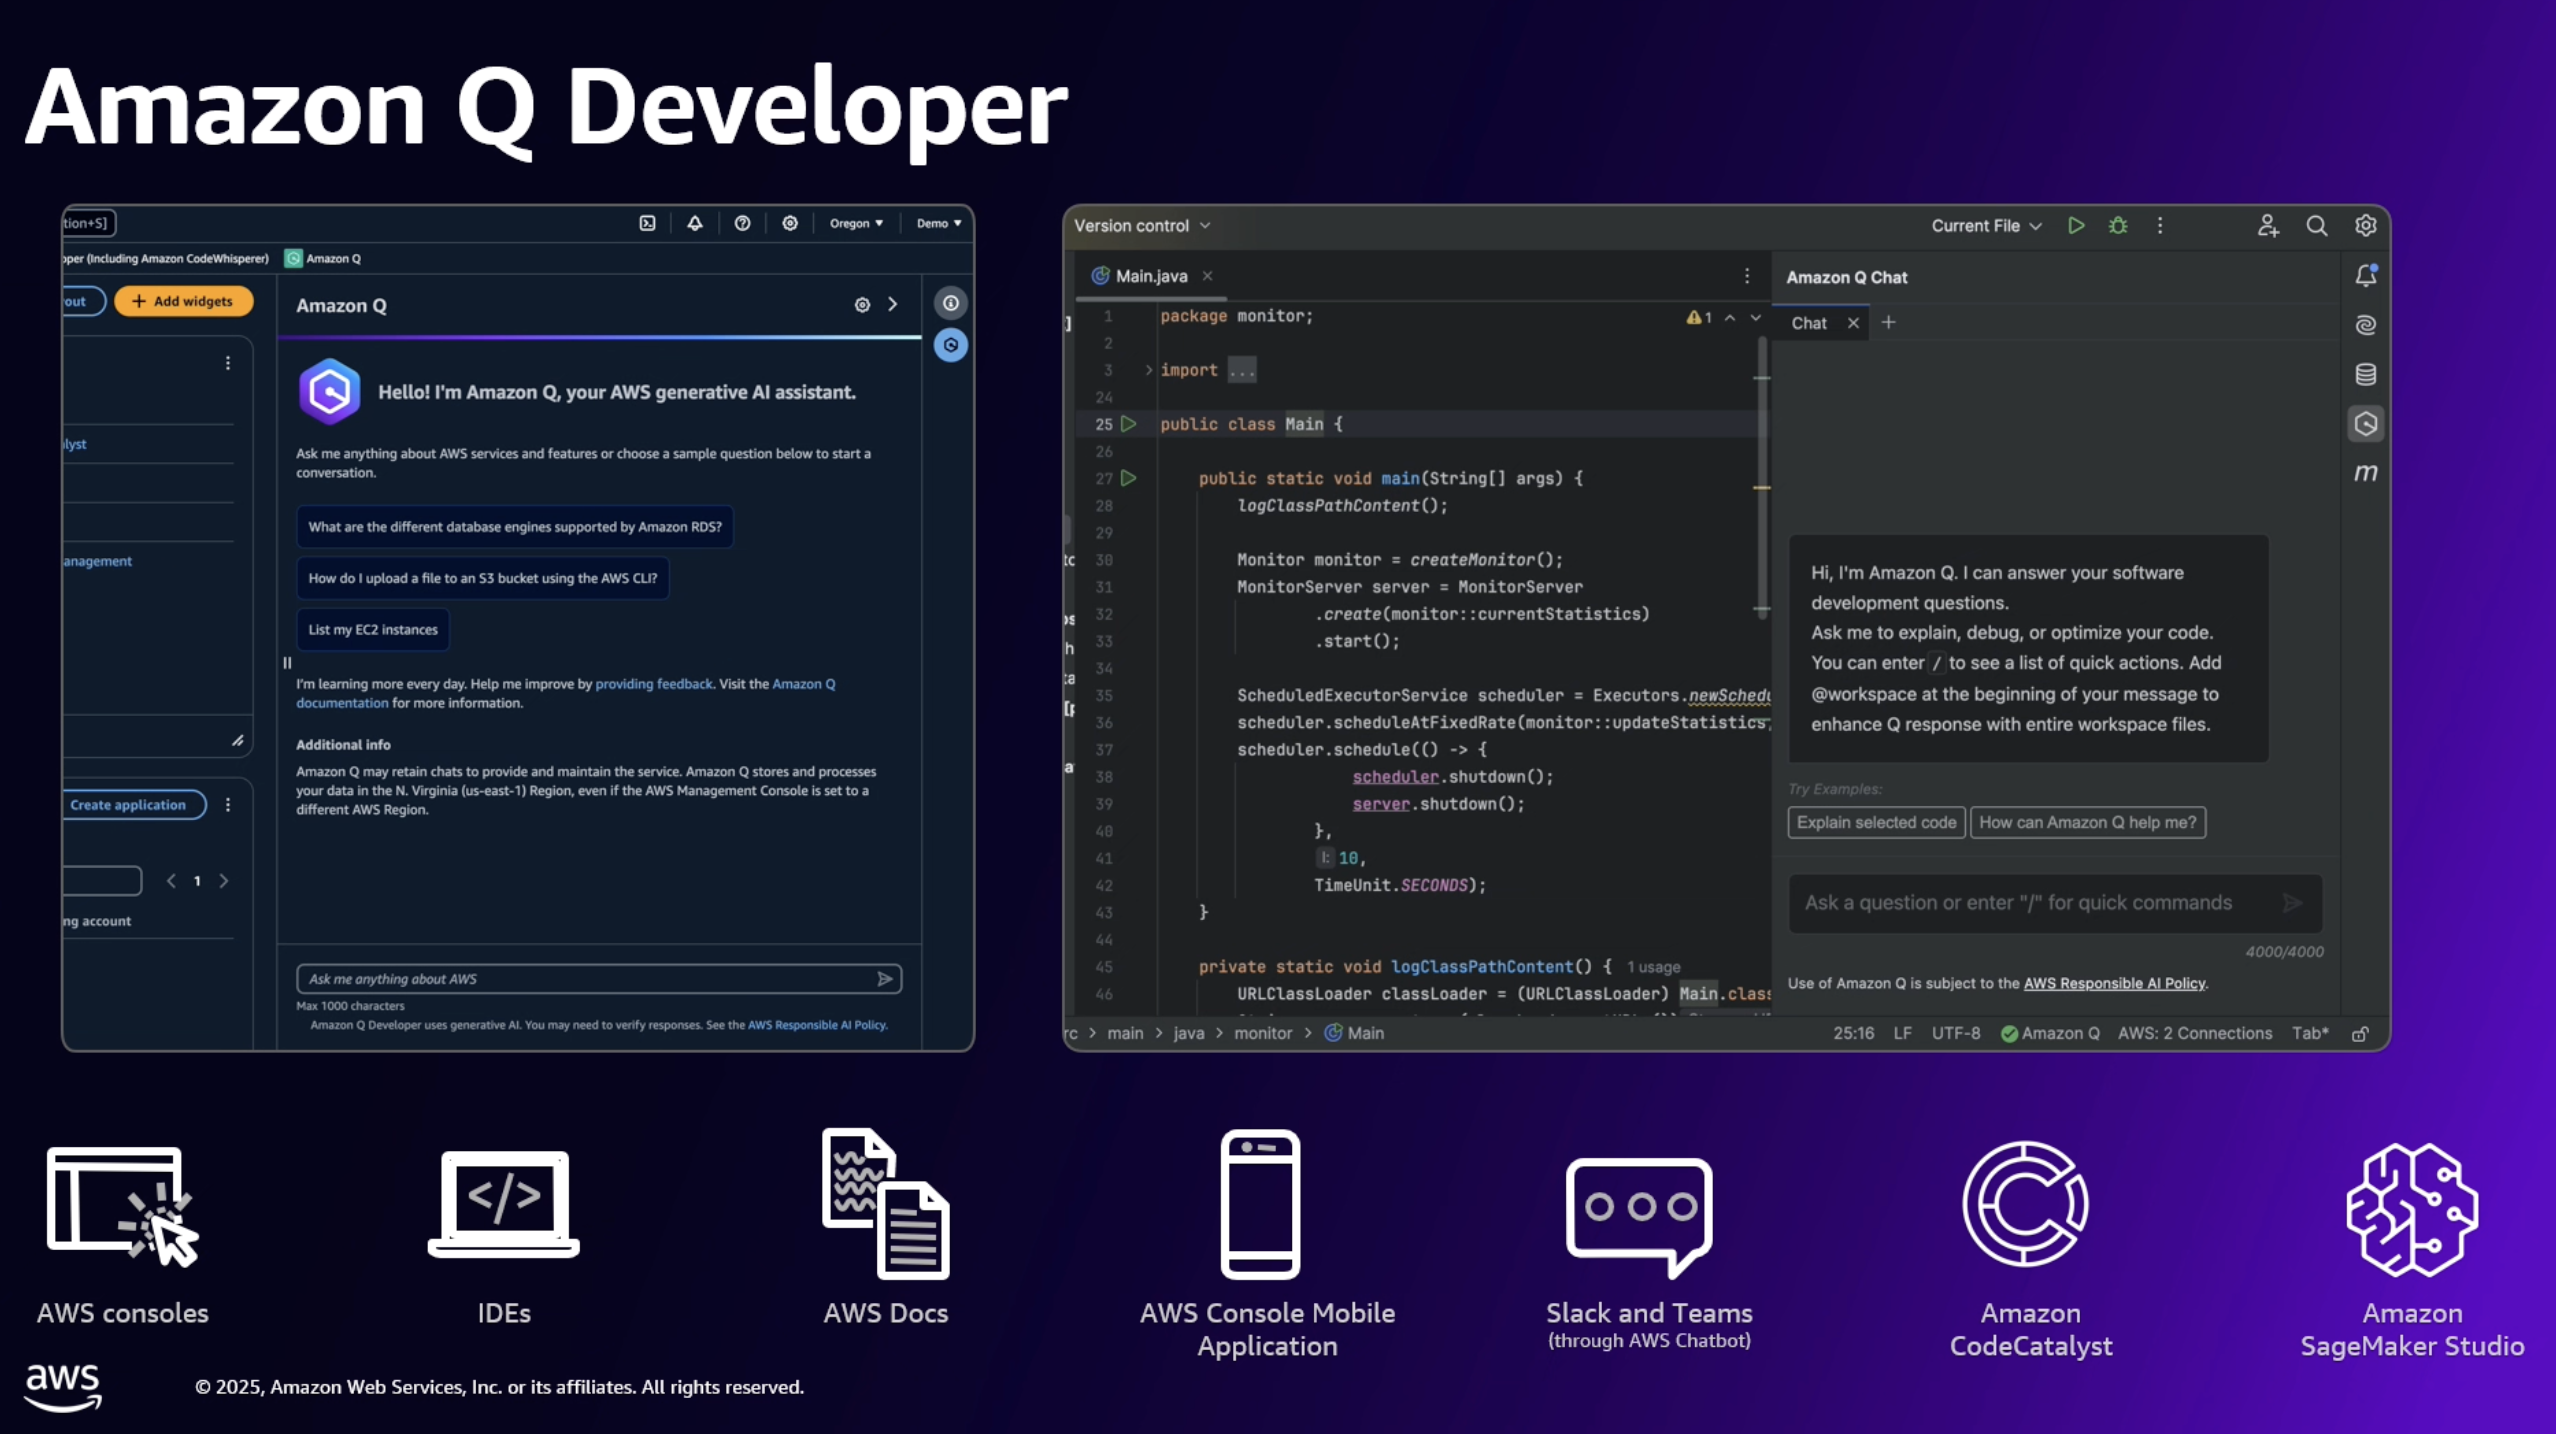 Amazon Q Developer
tion+S]
Oregon ▼
Demo ▼
oper (Including Amazon CodeWhisperer)
Amazon Q
out
+ Add widgets
alyst
anagement
Create application
1
ng account
Amazon Q
Hello! I'm Amazon Q, your AWS generative AI assistant.
Ask me anything about AWS services and features or choose a sample question below to start a
conversation.
What are the different database engines supported by Amazon RDS?
How do I upload a file to an S3 bucket using the AWS CLI?
List my EC2 instances
I'm learning more every day. Help me improve by providing feedback. Visit the Amazon Q
documentation for more information.
Additional info
Amazon Q may retain chats to provide and maintain the service. Amazon Q stores and processes
your data in the N. Virginia (us-east-1) Region, even if the AWS Management Console is set to a
different AWS Region.
Ask me anything about AWS
Max 1000 characters
Amazon Q Developer uses generative AI. You may need to verify responses. See the AWS Responsible AI Policy.
Version control
Current File
Main.java
1 package monitor;
1
2
3 import ...
24
25 public class Main {
26
27 public static void main(String[] args) {
28 logClassPathContent();
29
30 Monitor monitor = createMonitor();
31 MonitorServer server = MonitorServer
32 .create(monitor::currentStatistics)
33 .start();
34
35 ScheduledExecutorService scheduler = Executors.newSchedu
36 scheduler.scheduleAtFixedRate(monitor::updateStatistics,
37 scheduler.schedule(() -> {
38 scheduler.shutdown();
39 server.shutdown();
40 },
41 l: 10,
42 TimeUnit.SECONDS);
43 }
44
45 private static void logClassPathContent() { 1 usage
46 URLClassLoader classLoader = (URLClassLoader) Main.class
Amazon Q Chat
Chat
Hi, I'm Amazon Q. I can answer your software
development questions.
Ask me to explain, debug, or optimize your code.
You can enter / to see a list of quick actions. Add
@workspace at the beginning of your message to
enhance Q response with entire workspace files.
Try Examples:
Explain selected code
How can Amazon Q help me?
Ask a question or enter "/" for quick commands
4000/4000
Use of Amazon Q is subject to the AWS Responsible AI Policy.
m
rc > main > java > monitor > Main
25:16 LF UTF-8 Amazon Q AWS: 2 Connections Tab*
AWS consoles
IDEs
AWS Docs
AWS Console Mobile
Application
Slack and Teams
(through AWS Chatbot)
Amazon
CodeCatalyst
Amazon
SageMaker Studio
aws
© 2025, Amazon Web Services, Inc. or its affiliates. All rights reserved.